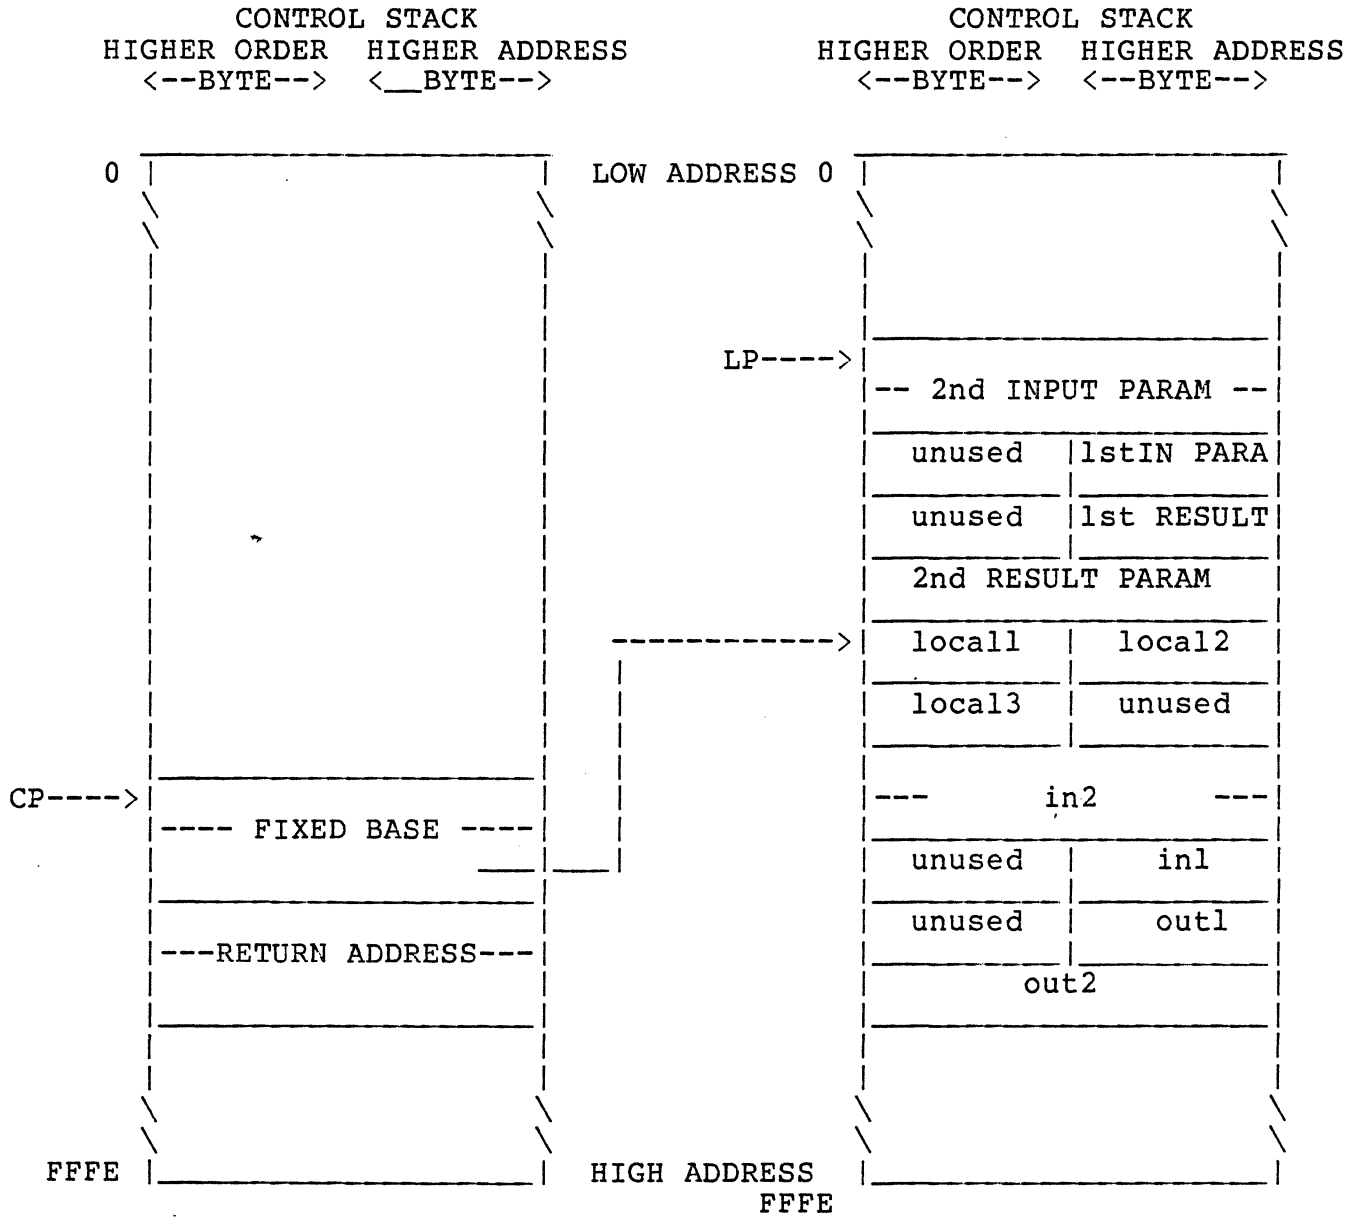 CONTROL STACK CONTROL STACK
HIGHER ORDER HIGHER ADDRESS HIGHER ORDER HIGHER ADDRESS
<--BYTE--> <__BYTE--> <--BYTE--> <--BYTE-->
0 LOW ADDRESS 0
LP---->
-- 2nd INPUT PARAM --
unused |1stIN PARA
unused |1st RESULT
2nd RESULT PARAM
----------->
local1 | local2
local3 | unused
CP----> --- in2 ---
---- FIXED BASE ----
unused | in1
unused | out1
---RETURN ADDRESS---
out2
FFFE HIGH ADDRESS
FFFE